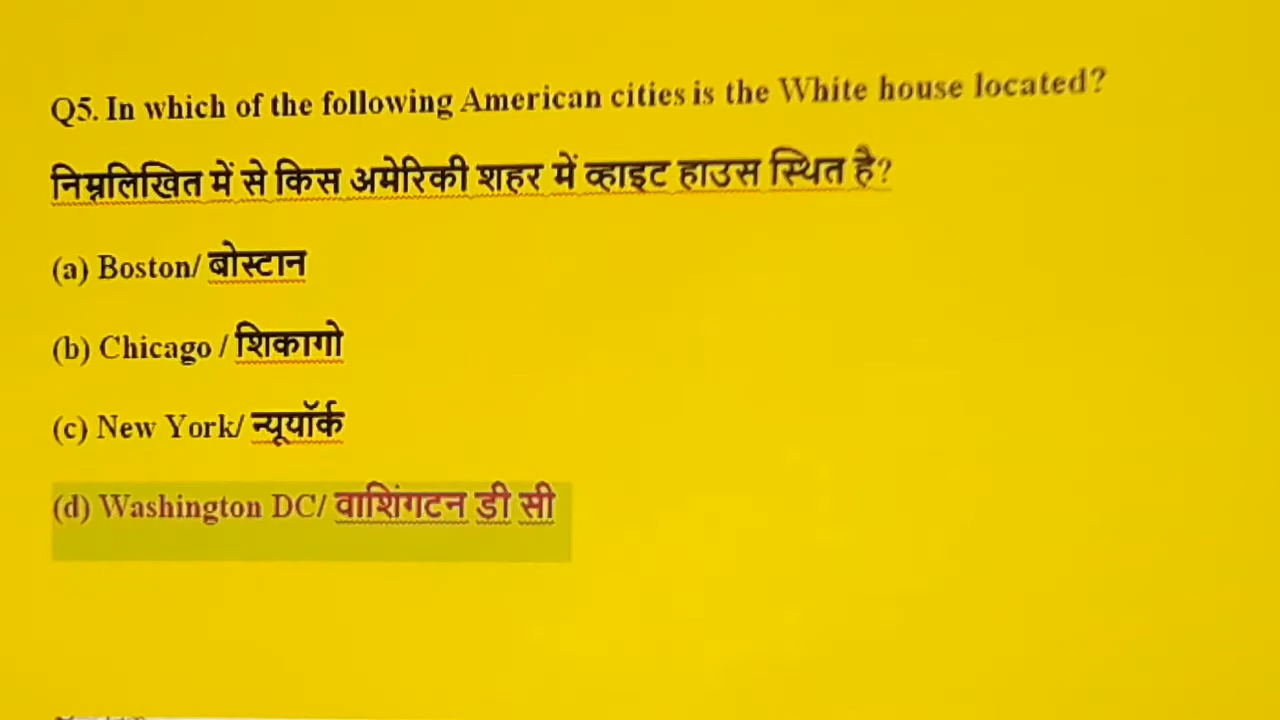 Q5. In which of the following American cities is the White house located?
निम्नलिखित में से किस अमेरिकी शहर में व्हाइट हाउस स्थित है?
(a) Boston/ बोस्टान
(b) Chicago / शिकागो
(c) New York/ न्यूयॉर्क
(d) Washington DC/ वाशिंगटन डी सी